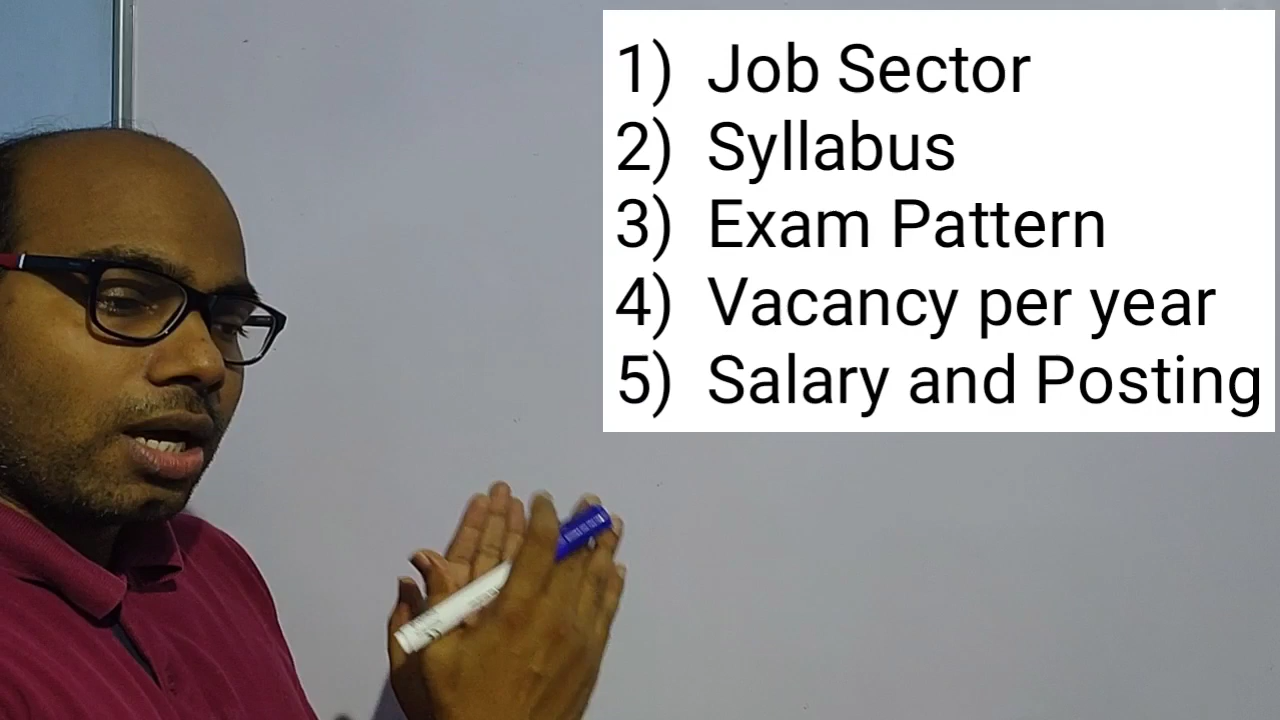 1) Job Sector
2) Syllabus
3) Exam Pattern
4) Vacancy per year
5) Salary and Posting